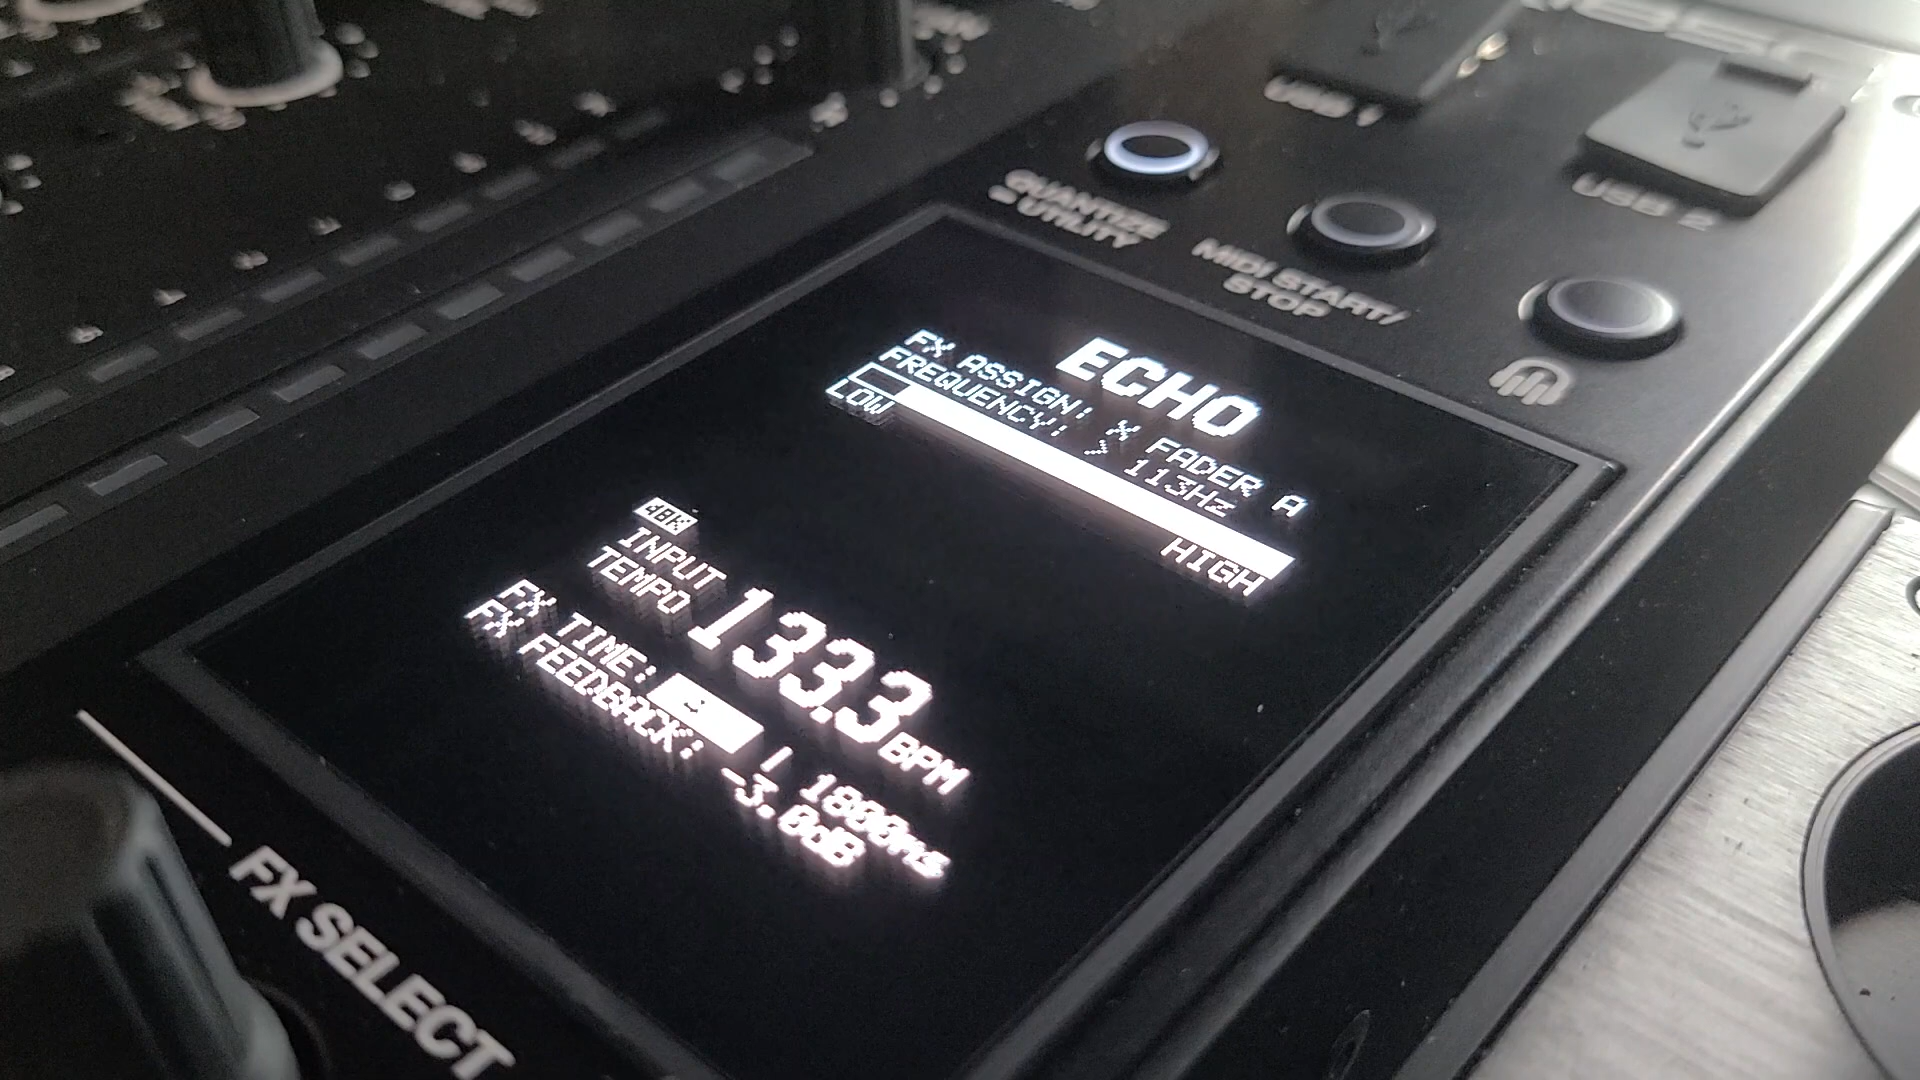 USB 1
USB 2
QUANTIZE
= UTILITY
MIDI START/
STOP
ECHO
FX ASSIGN: X FADER A
FREQUENCY: > 113Hz
LOW
HIGH
48K
INPUT
TEMPO
133.3 BPM
FX TIME: | 1800ms
FX FEEDBACK: -3.0dB
FX SELECT